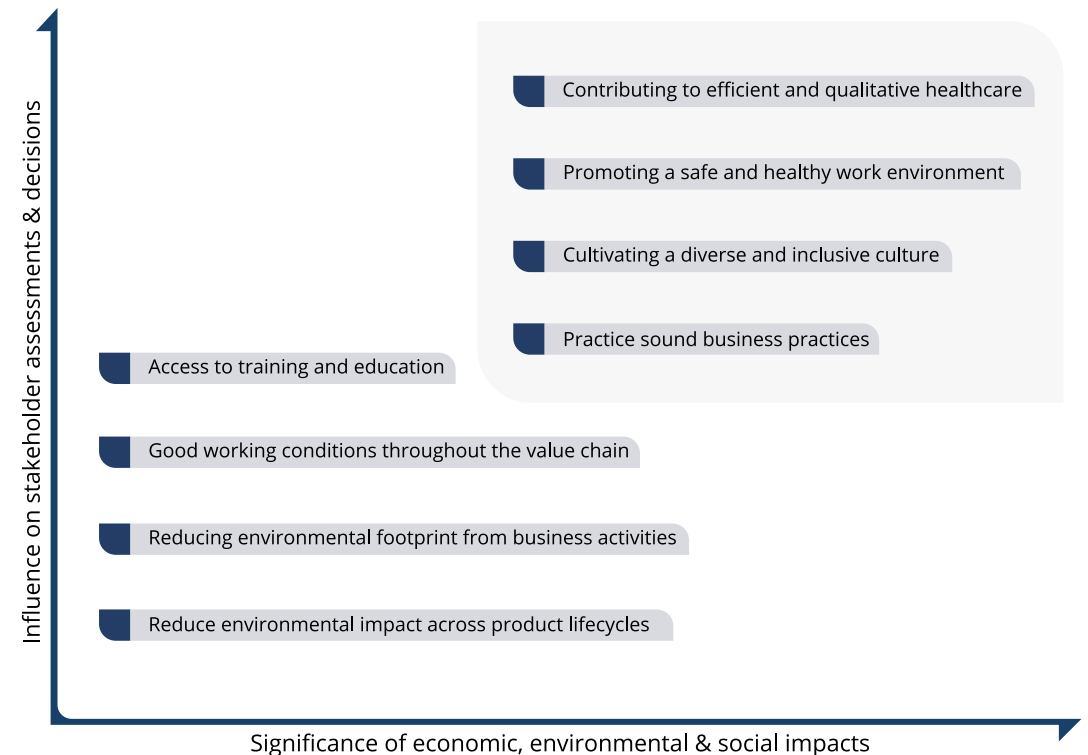 Influence on stakeholder assessments & decisions
Contributing to efficient and qualitative healthcare
Promoting a safe and healthy work environment
Cultivating a diverse and inclusive culture
Practice sound business practices
Access to training and education
Good working conditions throughout the value chain
Reducing environmental footprint from business activities
Reduce environmental impact across product lifecycles
Significance of economic, environmental & social impacts